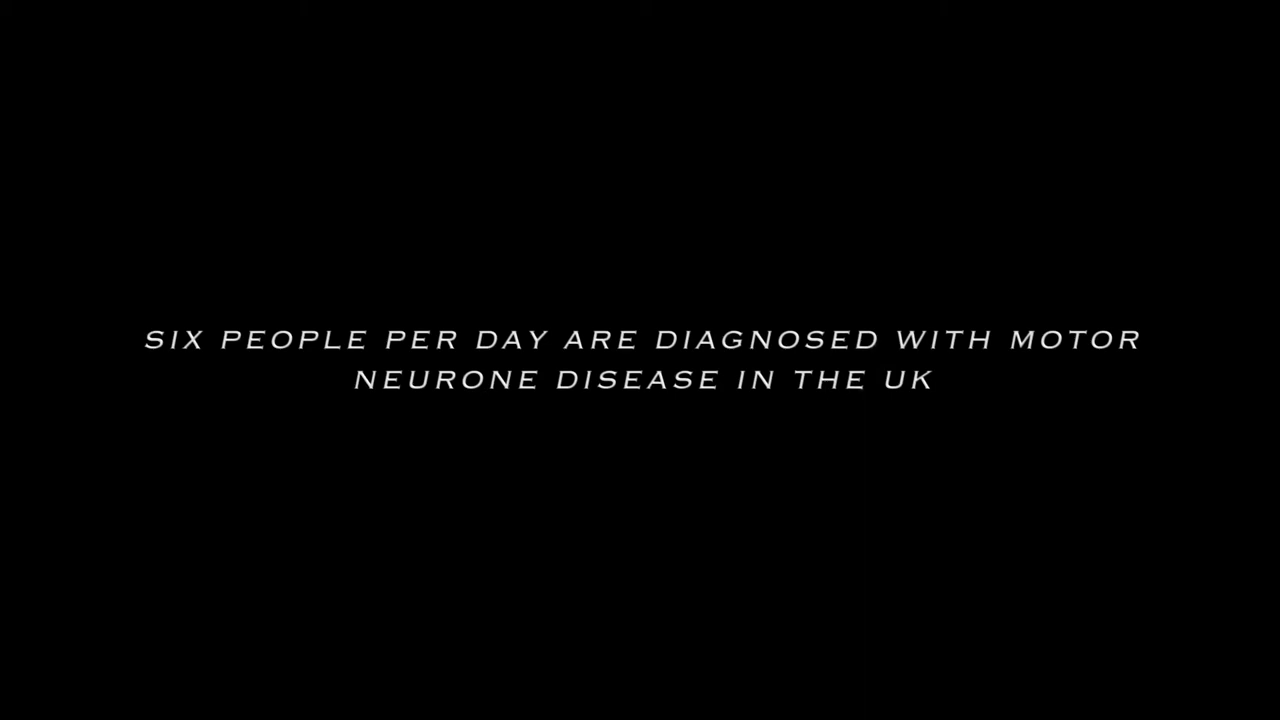 SIX PEOPLE PER DAY ARE DIAGNOSED WITH MOTOR
NEURONE DISEASE IN THE UK